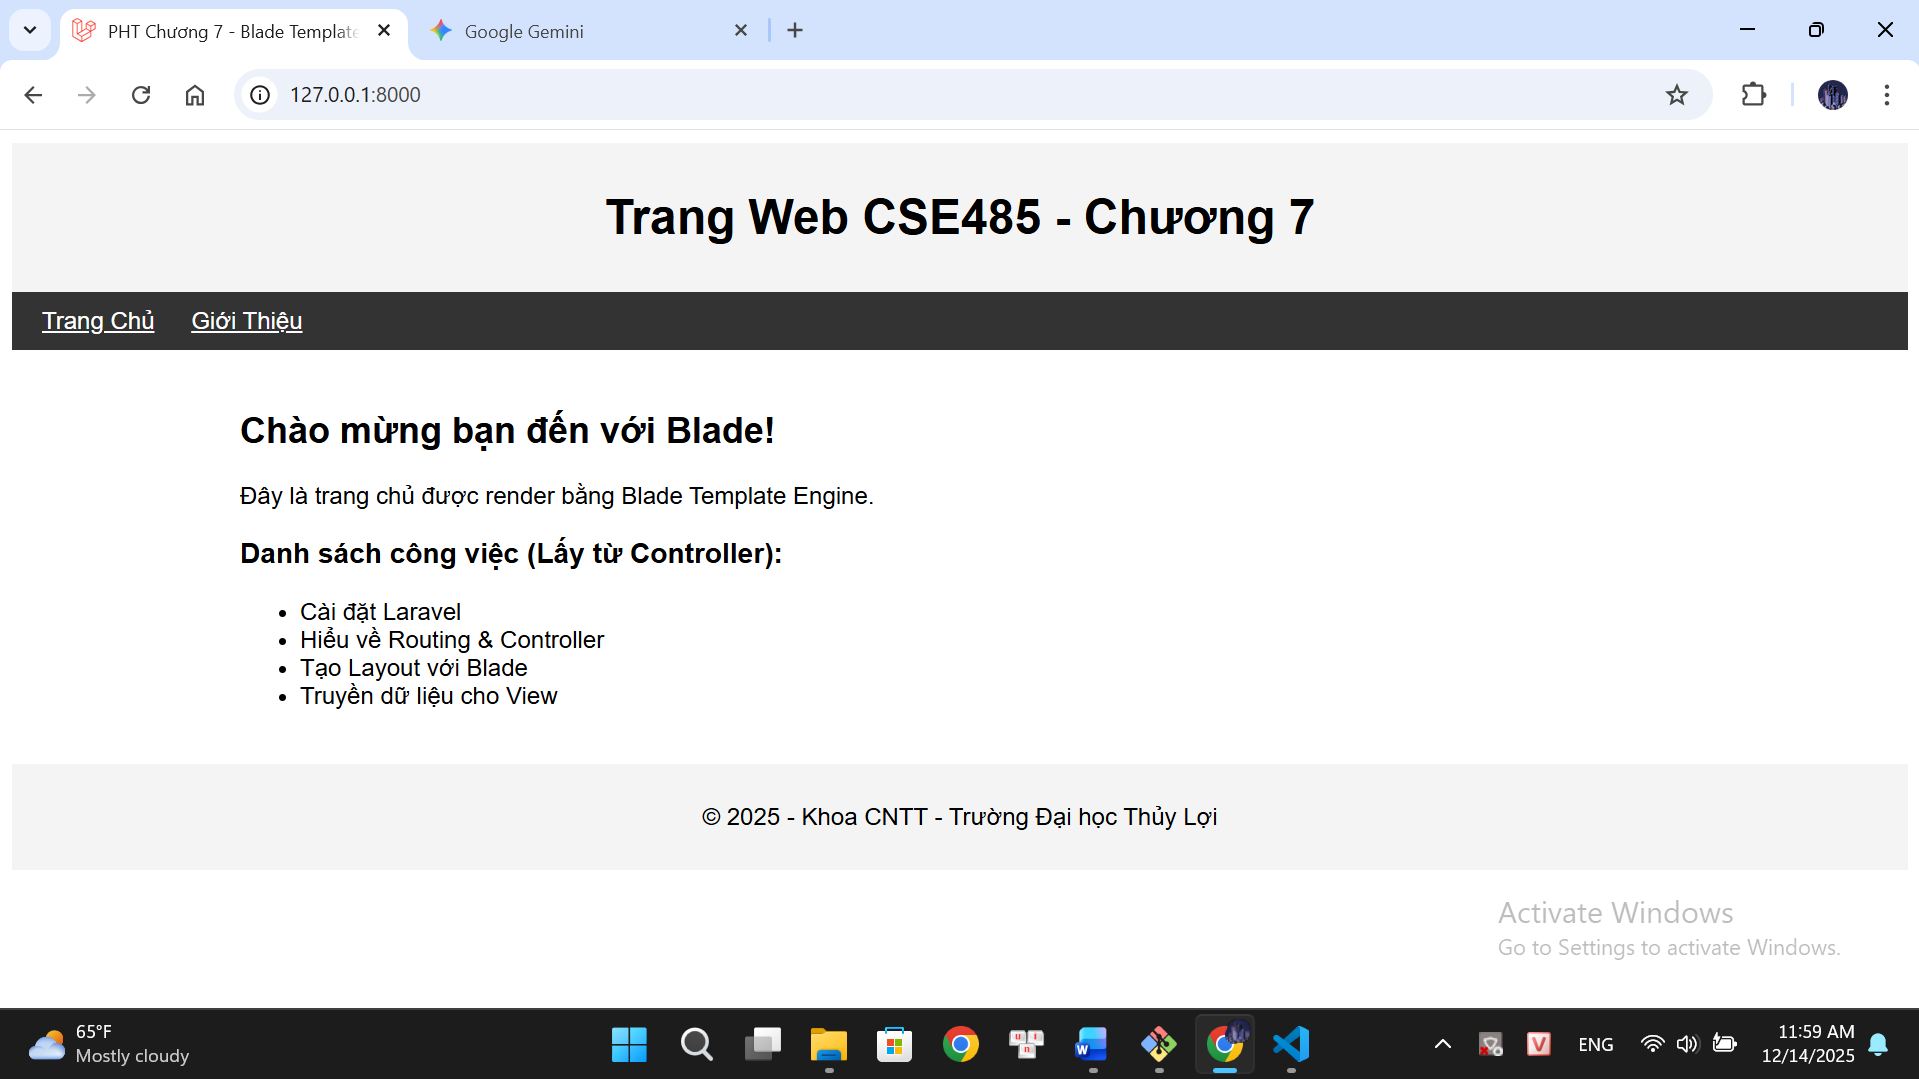 PHT Chương 7 - Blade Template
Google Gemini
127.0.0.1:8000
Trang Web CSE485 - Chương 7
Trang Chủ Giới Thiệu
Chào mừng bạn đến với Blade!
Đây là trang chủ được render bằng Blade Template Engine.
Danh sách công việc (Lấy từ Controller):
• Cài đặt Laravel
• Hiểu về Routing & Controller
• Tạo Layout với Blade
• Truyền dữ liệu cho View
© 2025 - Khoa CNTT - Trường Đại học Thủy Lợi
Activate Windows
Go to Settings to activate Windows.
65°F
Mostly cloudy
ENG
11:59 AM
12/14/2025